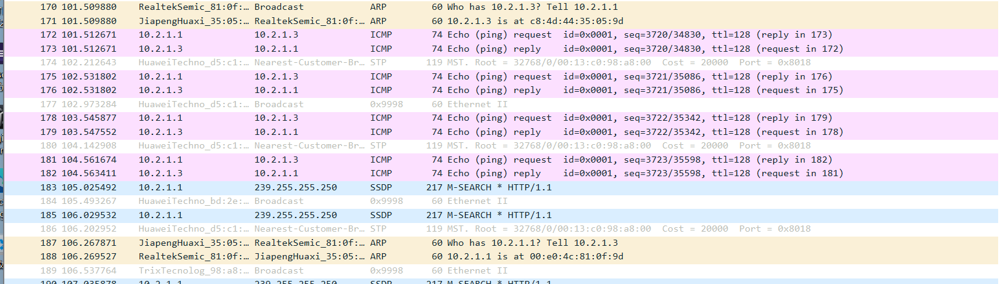 170 101.509880 RealtekSemic_81:0f:… Broadcast ARP 60 Who has 10.2.1.3? Tell 10.2.1.1
171 101.509880 JiapengHuaxi_35:05:… RealtekSemic_81:0f:… ARP 60 10.2.1.3 is at c8:4d:44:35:05:9d
172 101.512671 10.2.1.1 10.2.1.3 ICMP 74 Echo (ping) request id=0x0001, seq=3720/34830, ttl=128 (reply in 173)
173 101.512671 10.2.1.3 10.2.1.1 ICMP 74 Echo (ping) reply id=0x0001, seq=3720/34830, ttl=128 (request in 172)
174 102.212643 HuaweiTechno_d5:c1:… Nearest-Customer-Br… STP 119 MST. Root = 32768/0/00:13:c0:98:a8:00 Cost = 20000 Port = 0x8018
175 102.531802 10.2.1.1 10.2.1.3 ICMP 74 Echo (ping) request id=0x0001, seq=3721/35086, ttl=128 (reply in 176)
176 102.531802 10.2.1.3 10.2.1.1 ICMP 74 Echo (ping) reply id=0x0001, seq=3721/35086, ttl=128 (request in 175)
177 102.973284 HuaweiTechno_d5:c1:… Broadcast 0x9998 60 Ethernet II
178 103.545877 10.2.1.1 10.2.1.3 ICMP 74 Echo (ping) request id=0x0001, seq=3722/35342, ttl=128 (reply in 179)
179 103.547552 10.2.1.3 10.2.1.1 ICMP 74 Echo (ping) reply id=0x0001, seq=3722/35342, ttl=128 (request in 178)
180 104.142908 HuaweiTechno_d5:c1:… Nearest-Customer-Br… STP 119 MST. Root = 32768/0/00:13:c0:98:a8:00 Cost = 20000 Port = 0x8018
181 104.561674 10.2.1.1 10.2.1.3 ICMP 74 Echo (ping) request id=0x0001, seq=3723/35598, ttl=128 (reply in 182)
182 104.563411 10.2.1.3 10.2.1.1 ICMP 74 Echo (ping) reply id=0x0001, seq=3723/35598, ttl=128 (request in 181)
183 105.025492 10.2.1.1 239.255.255.250 SSDP 217 M-SEARCH * HTTP/1.1
184 105.493267 HuaweiTechno_bd:2e:… Broadcast 0x9998 60 Ethernet II
185 106.029532 10.2.1.1 239.255.255.250 SSDP 217 M-SEARCH * HTTP/1.1
186 106.202952 HuaweiTechno_d5:c1:… Nearest-Customer-Br… STP 119 MST. Root = 32768/0/00:13:c0:98:a8:00 Cost = 20000 Port = 0x8018
187 106.267871 JiapengHuaxi_35:05:… RealtekSemic_81:0f:… ARP 60 Who has 10.2.1.1? Tell 10.2.1.3
188 106.269527 RealtekSemic_81:0f:… JiapengHuaxi_35:05:… ARP 60 10.2.1.1 is at 00:e0:4c:81:0f:9d
189 106.537764 TrixTecnolog_98:a8:… Broadcast 0x9998 60 Ethernet II
190 107.035878 10.2.1.1 239.255.255.250 SSDP 217 M-SEARCH * HTTP/1.1